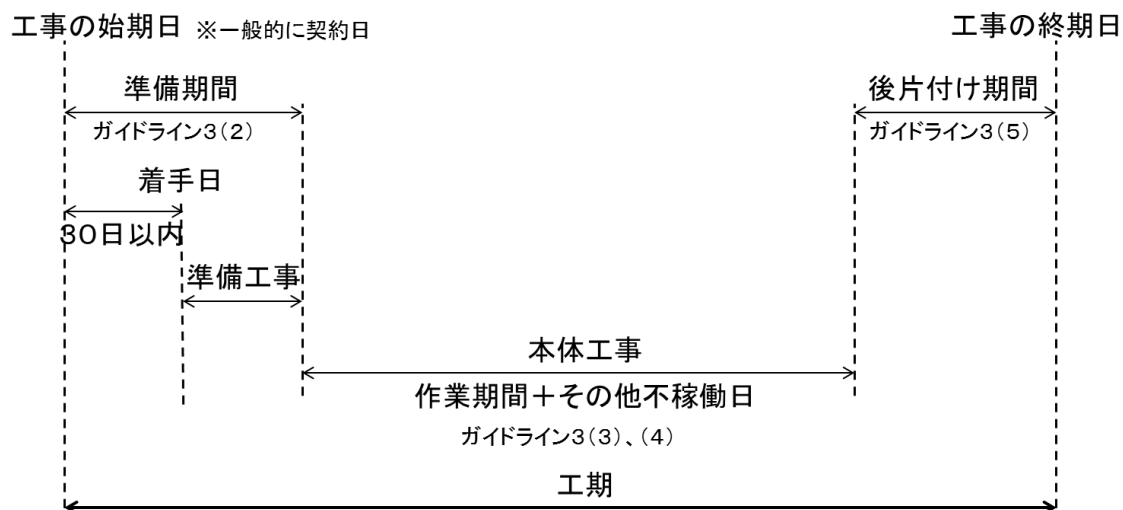 工事の始期日 ※一般的に契約日
工事の終期日
準備期間
後片付け期間
ガイドライン3(2)
ガイドライン3(5)
着手日
30日以内
準備工事
本体工事
作業期間+その他不稼働日
ガイドライン3(3)、(4)
工期